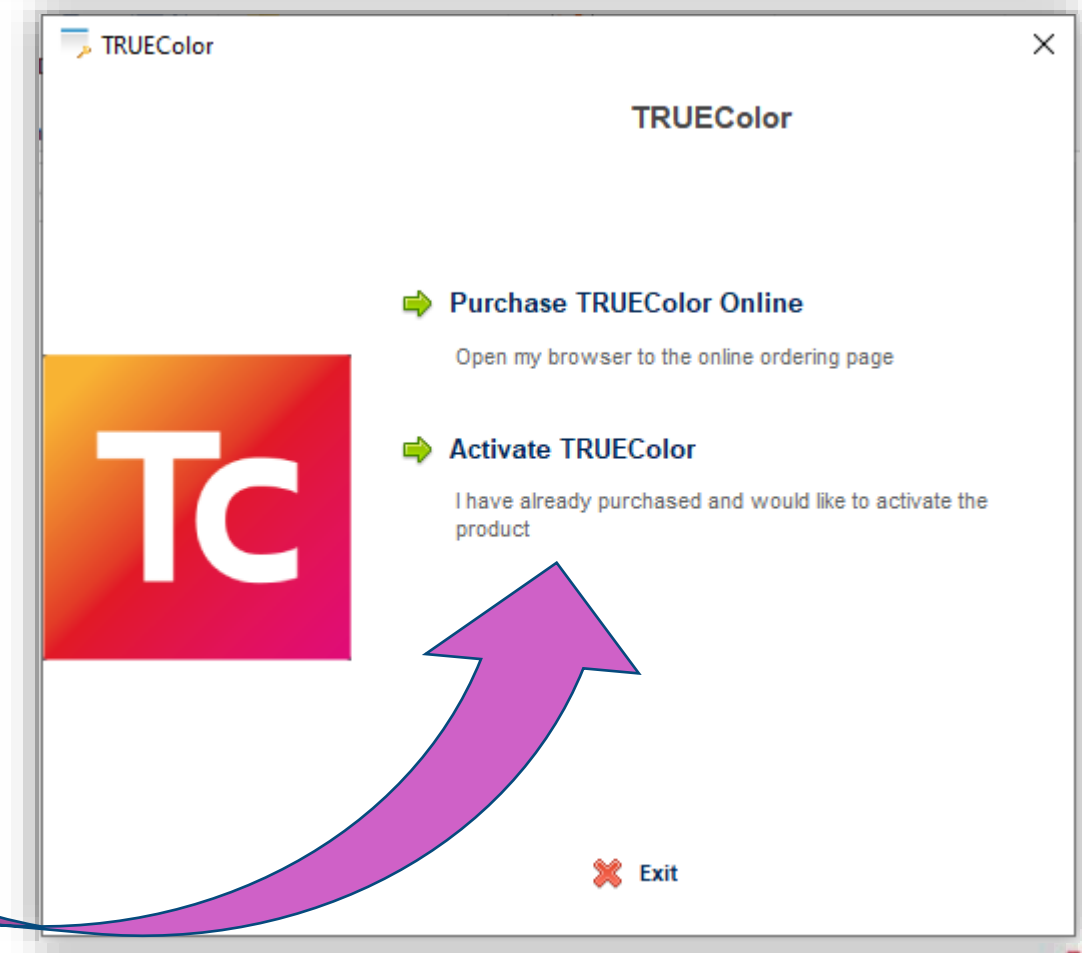 TRUEColor
TRUEColor
Purchase TRUEColor Online
Open my browser to the online ordering page
Activate TRUEColor
I have already purchased and would like to activate the
product
Tc
Exit